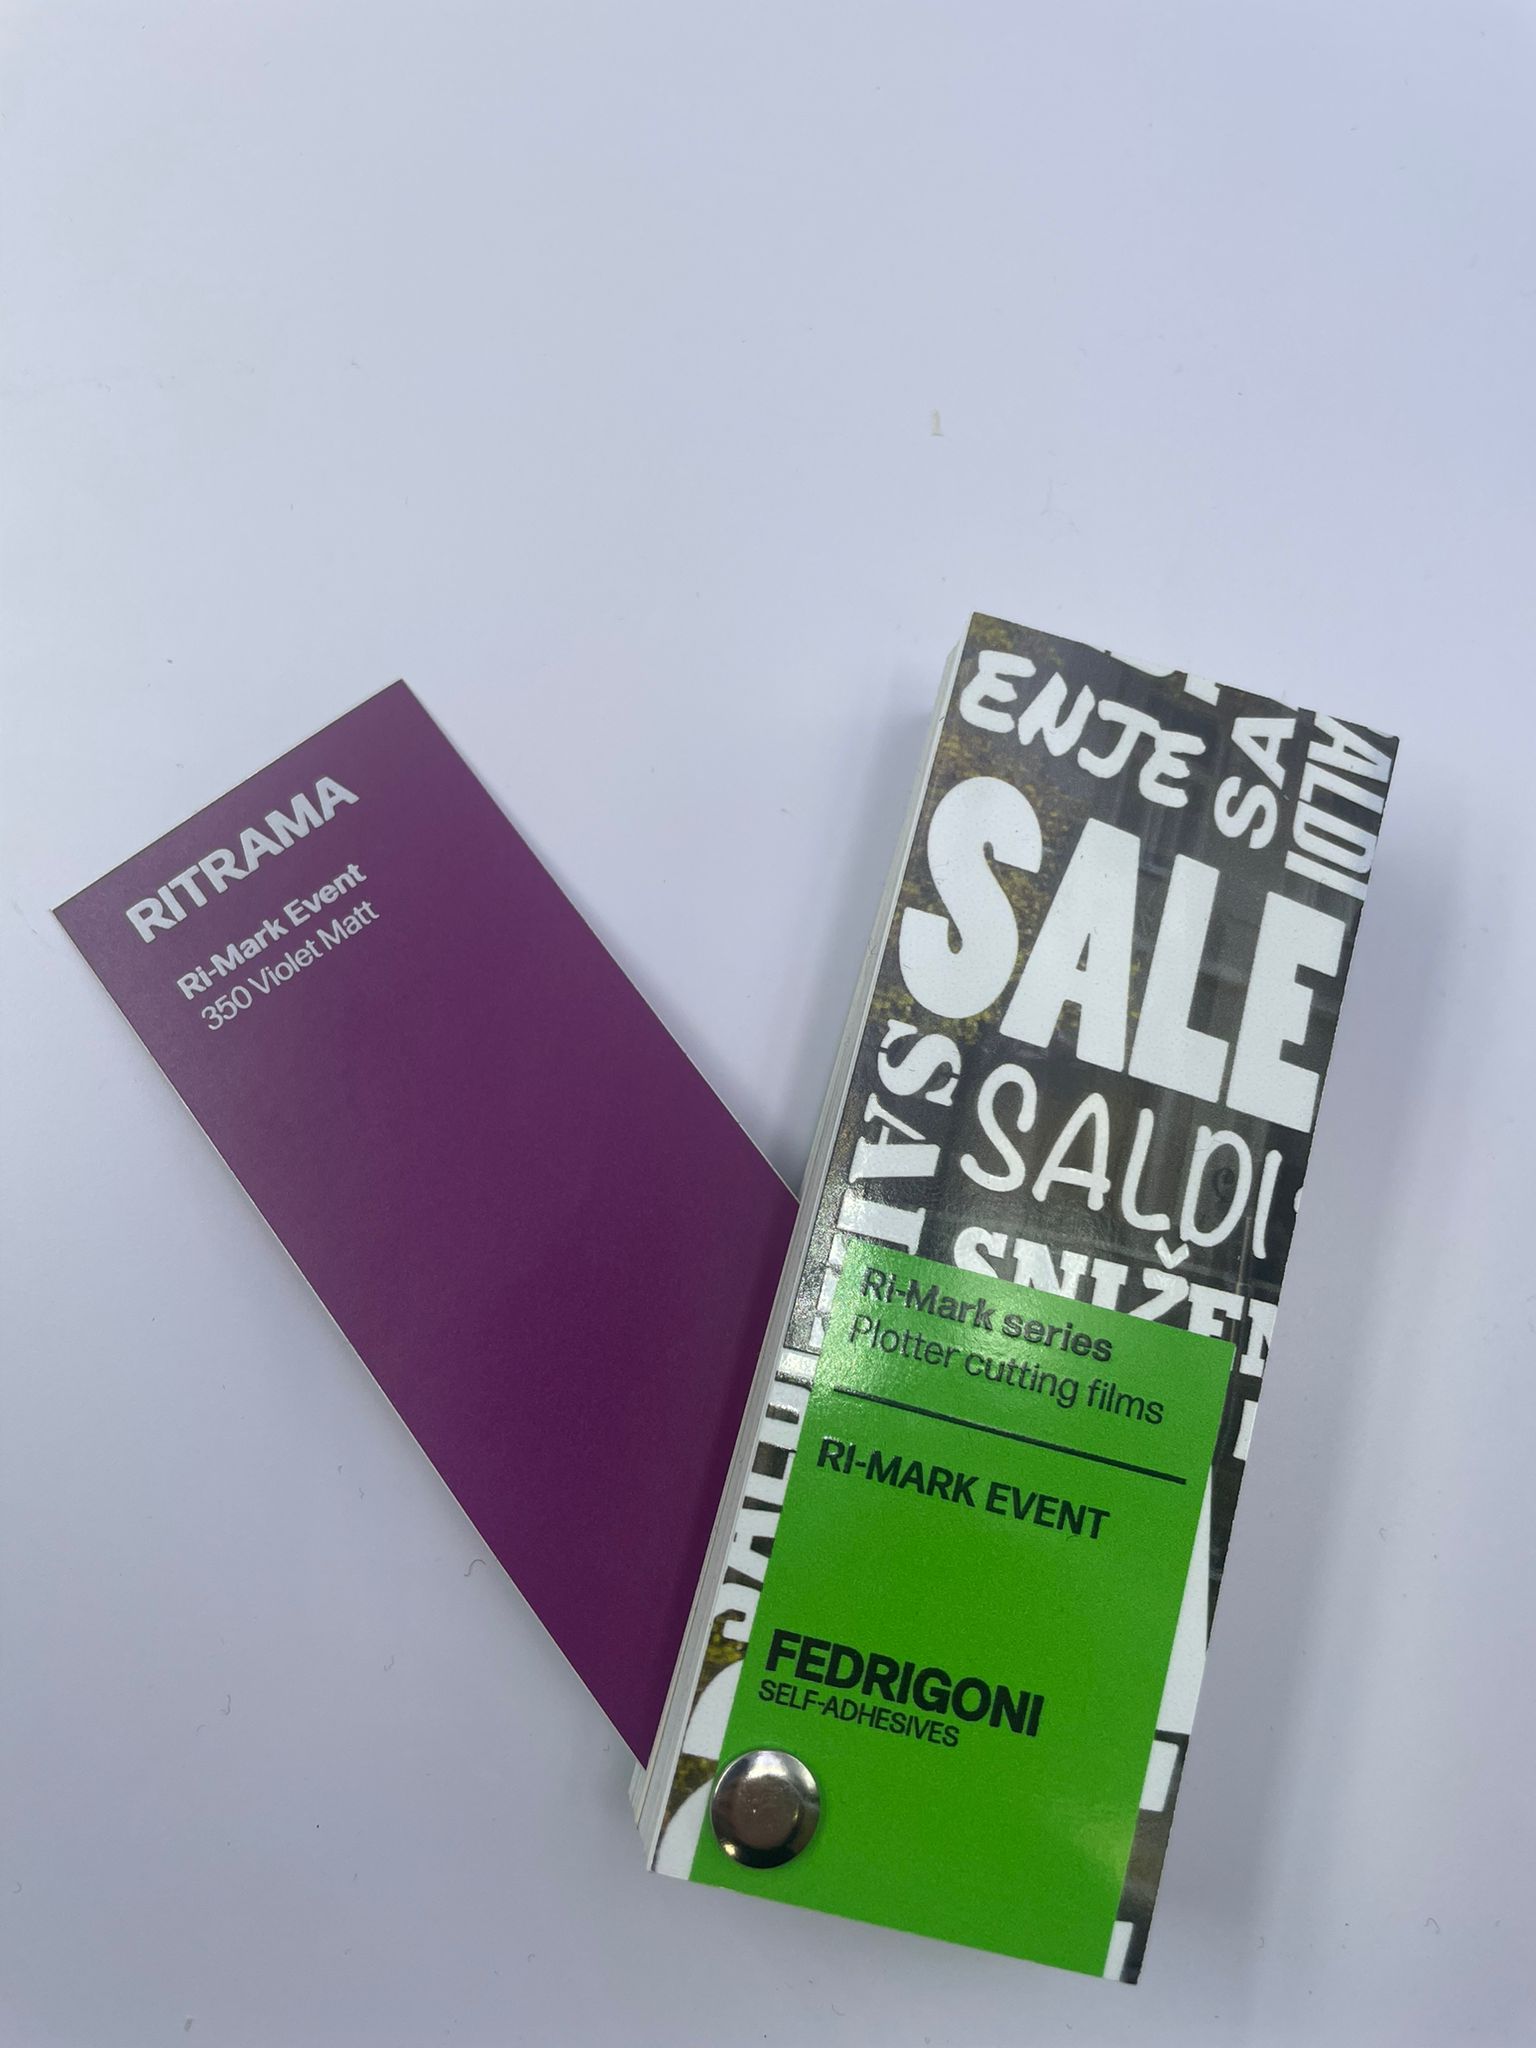 RITRAMA
Ri-Mark Event
350 Violet Matt
ENJE
SA
SALE
SALDI
Ri-Mark series
Plotter cutting films
RI-MARK EVENT
FEDRIGONI
SELF-ADHESIVES